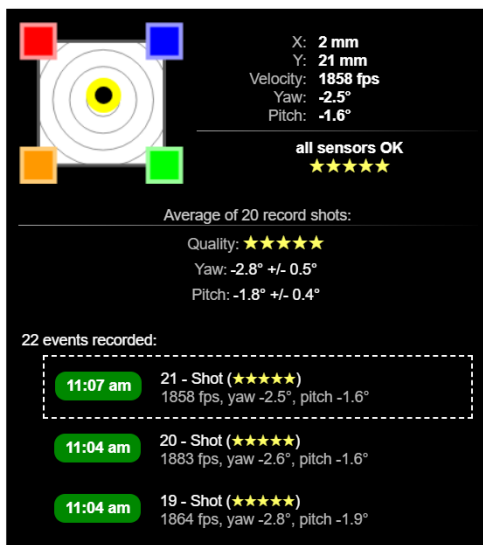 X: 2 mm
Y: 21 mm
Velocity: 1858 fps
Yaw: -2.5°
Pitch: -1.6°
all sensors OK
★★★★★
Average of 20 record shots:
Quality: ★★★★★
Yaw: -2.8° +/- 0.5°
Pitch: -1.8° +/- 0.4°
22 events recorded:
11:07 am
21 - Shot (★★★★★)
1858 fps, yaw -2.5°, pitch -1.6°
11:04 am
20 - Shot (★★★★★)
1883 fps, yaw -2.6°, pitch -1.6°
11:04 am
19 - Shot (★★★★★)
1864 fps, yaw -2.8°, pitch -1.9°